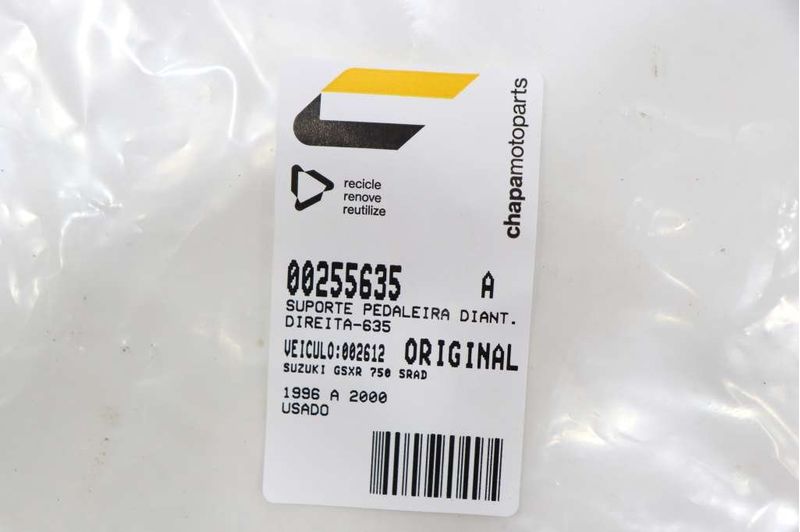 chapamotoparts
recicle
renove
reutilize
00255635 A
SUPORTE PEDALEIRA DIANT.
DIREITA-635
VEICULO:002612 ORIGINAL
SUZUKI GSXR 750 SRAD
1996 A 2000
USADO